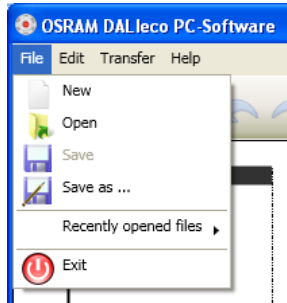 OSRAM DALIeco PC-Software
File Edit Transfer Help
New
Open
Save
Save as ...
Recently opened files
Exit